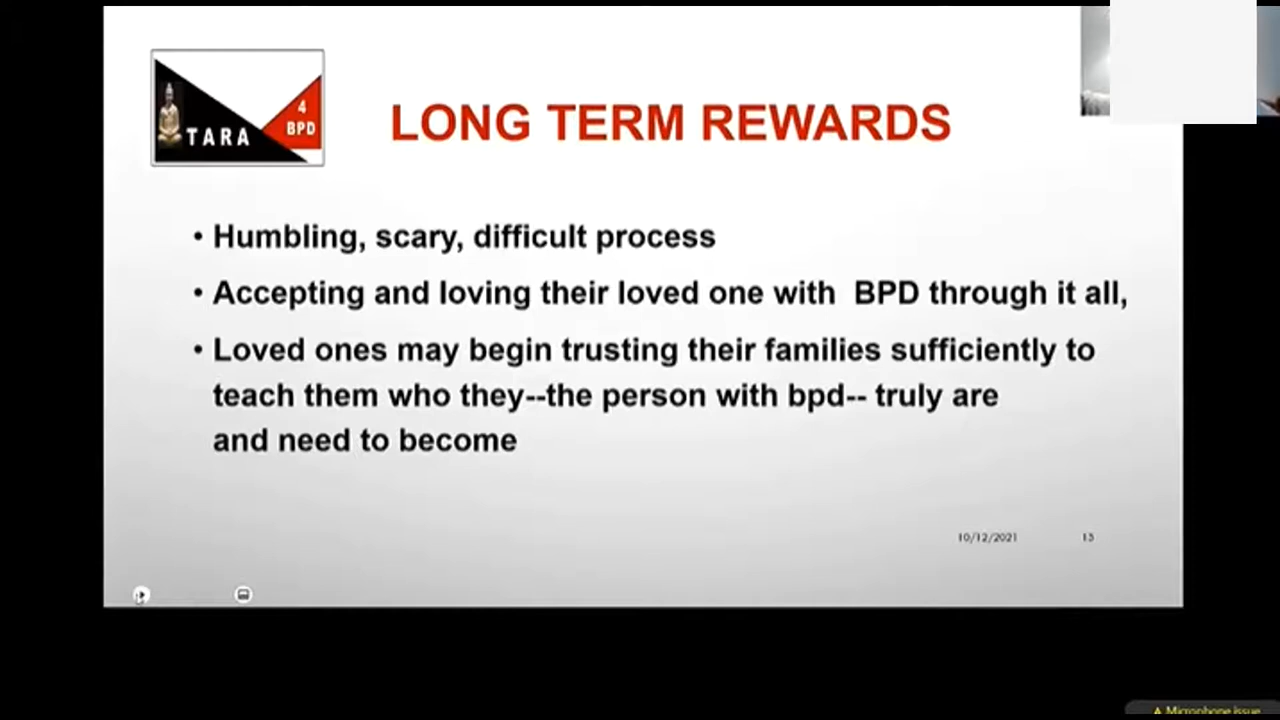 4
BPD
TARA
LONG TERM REWARDS
• Humbling, scary, difficult process
• Accepting and loving their loved one with BPD through it all,
• Loved ones may begin trusting their families sufficiently to
teach them who they--the person with bpd-- truly are
and need to become
10/12/2021 13
Microphone issue